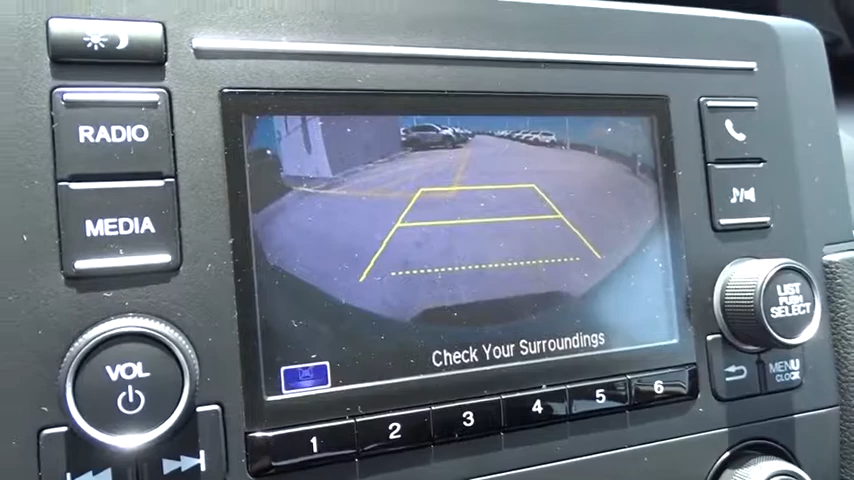 RADIO
MEDIA
VOL
Check Your Surroundings
1 2 3 4 5 6
LIST
PUSH
SELECT
MENU
CLOCK